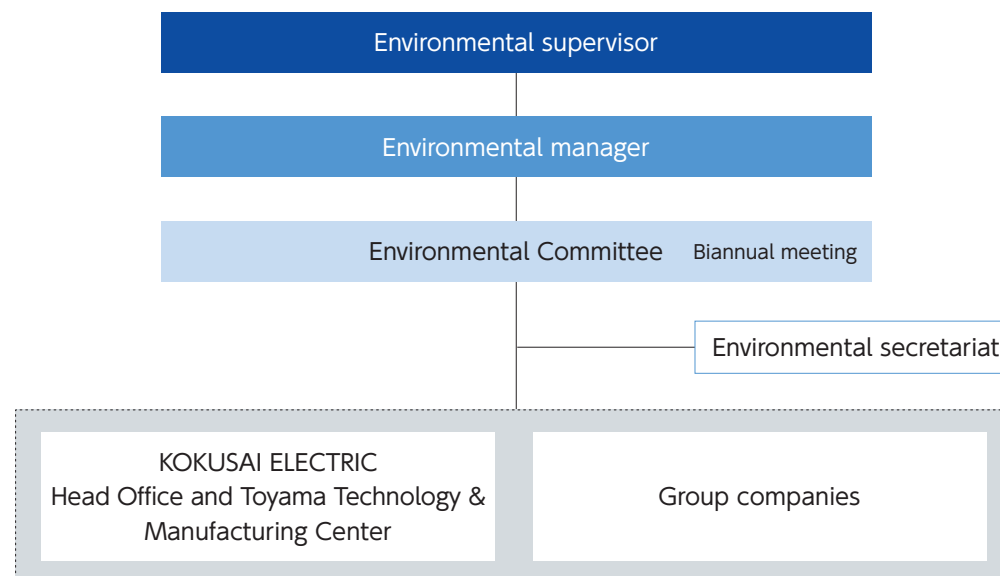 Environmental supervisor
Environmental manager
Environmental Committee Biannual meeting
Environmental secretariat
KOKUSAI ELECTRIC
Head Office and Toyama Technology &
Manufacturing Center
Group companies